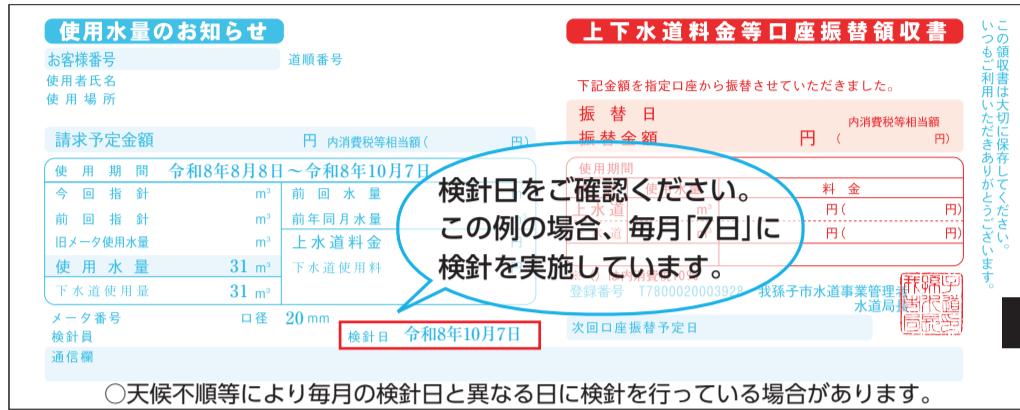 使用水量のお知らせ
お客様番号 道順番号
使用者氏名
使用場所
請求予定金額 円 内消費税等相当額( 円)
使用期間 令和8年8月8日～令和8年10月7日
今回指針 m³ 前回水量
前回指針 m³ 前年同月水量
旧メータ使用水量 m³ 上水道料金
使用水量 31 m³ 下水道使用料
下水道使用量 31 m³
メータ番号 口径 20mm
検針員 検針日 令和8年10月7日
通信欄
上下水道料金等口座振替領収書
下記金額を指定口座から振替させていただきました。
振替日 内消費税等相当額
振替金額 円 ( 円)
使用期間
使用水量 料金
上水道 m³ 円( 円)
道 m³ 円( 円)
登録番号 T7800020003928 我孫子市水道事業管理者
水道局長
次回口座振替予定日
この領収書は大切に保存してください。
いつもご利用いただきありがとうございます。
検針日をご確認ください。
この例の場合、毎月「7日」に
検針を実施しています。
○天候不順等により毎月の検針日と異なる日に検針を行っている場合があります。